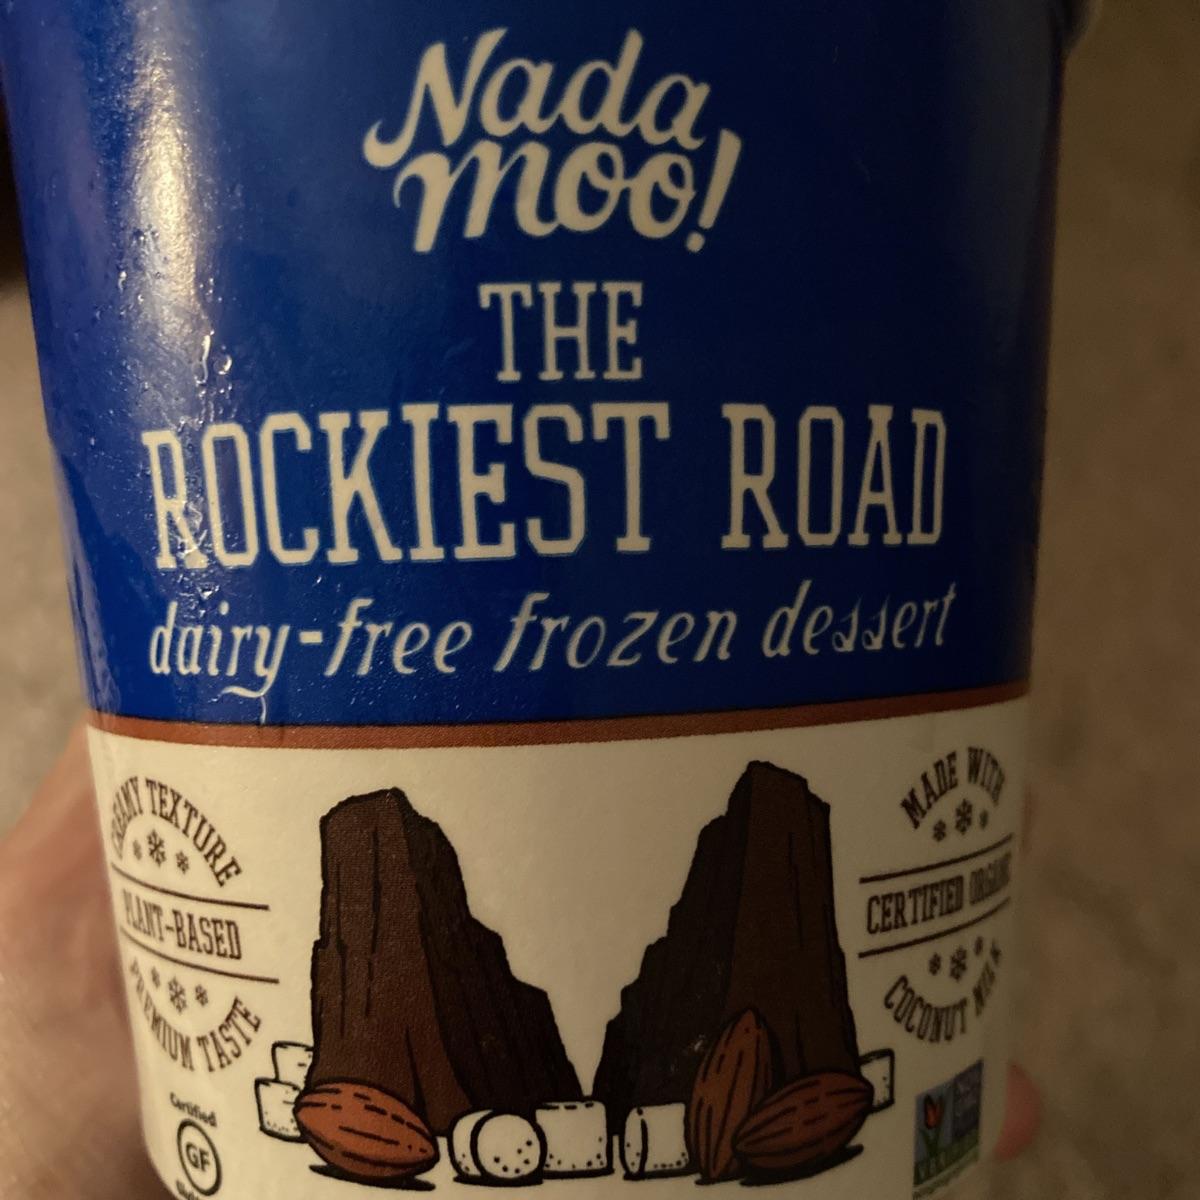 Nada
moo!
THE
ROCKIEST ROAD
dairy-free frozen dessert
CREAMY TEXTURE
PLANT-BASED
PREMIUM TASTE
MADE WITH
CERTIFIED ORGANIC
COCONUT MILK
Certified
GF